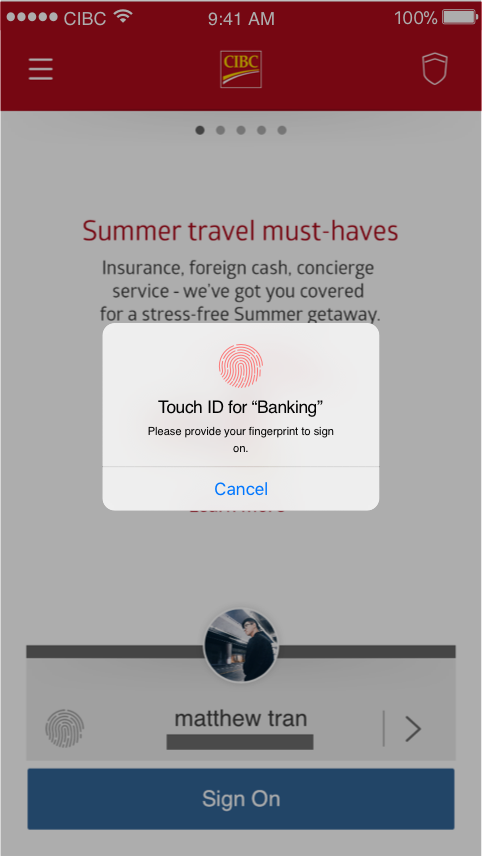 CIBC 9:41 AM 100%
CIBC
Summer travel must-haves
Insurance, foreign cash, concierge
service - we've got you covered
for a stress-free Summer getaway.
Touch ID for “Banking”
Please provide your fingerprint to sign
on.
Cancel
Learn more
matthew tran
Sign On